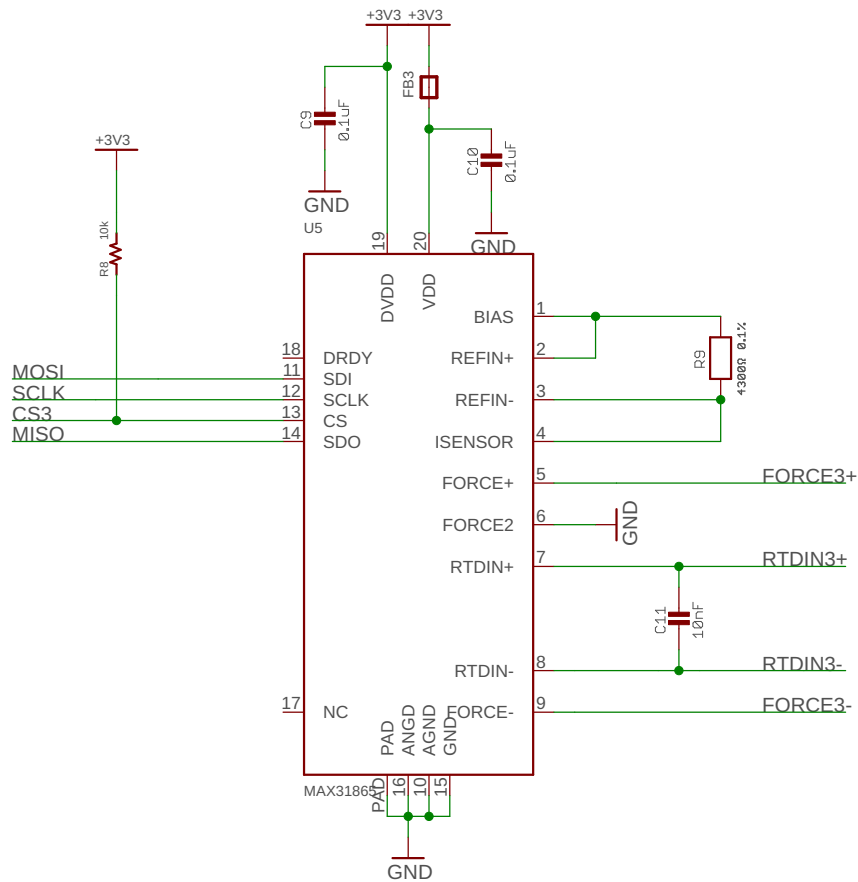 +3V3 +3V3
FB3
C9
0.1uF
C10
0.1uF
+3V3
GND
U5
GND
10k
R8
19
20
DVDD
VDD
BIAS
1
REFIN+
2
R9
4300Ω 0.1%
18
DRDY
MOSI
11
SDI
SCLK
12
SCLK
REFIN-
3
CS3
13
CS
MISO
14
SDO
ISENSOR
4
FORCE+
5
FORCE3+
FORCE2
6
GND
RTDIN+
7
RTDIN3+
C11
10nF
RTDIN-
8
RTDIN3-
17
NC
FORCE-
9
FORCE3-
PAD
ANGD
AGND
GND
MAX31865
PAD
16
10
15
GND